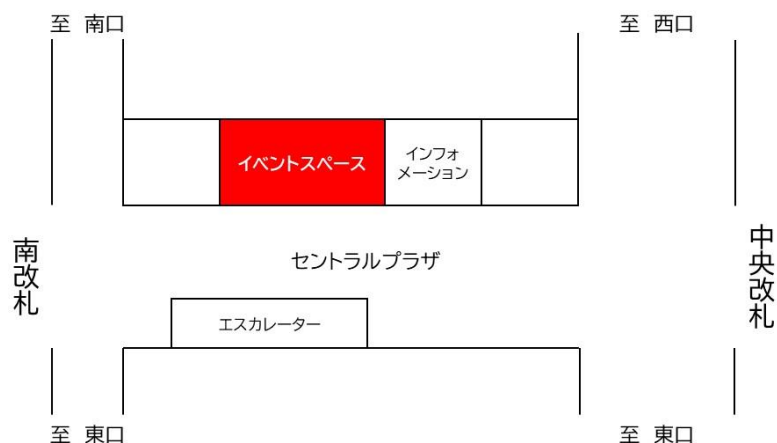 至 南口
至 西口
イベントスペース
インフォ
メーション
南改札
セントラルプラザ
中央改札
エスカレーター
至 東口
至 東口